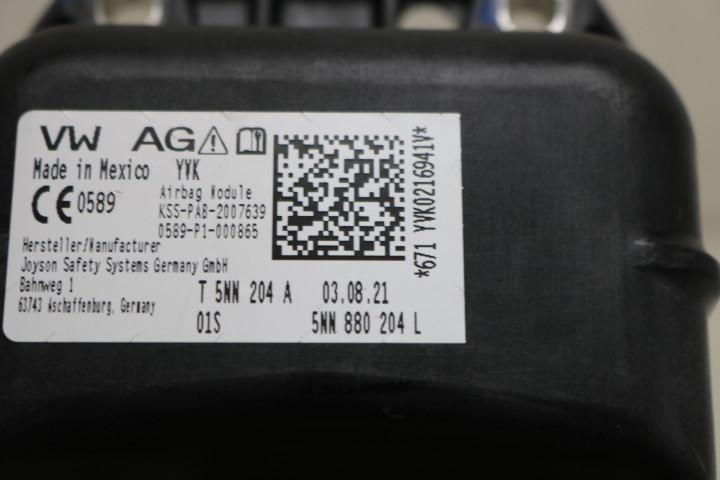 VW AG
Made in Mexico YVK
CE 0589
Airbag Module
KSS-PAB-2007639
0589-P1-000865
Hersteller/Manufacturer
Joyson Safety Systems Germany GmbH
Bahnweg 1
63743 Aschaffenburg, Germany
T 5NN 204 A 03.08.21
01S 5NN 880 204 L
*671 YVK0216941V*